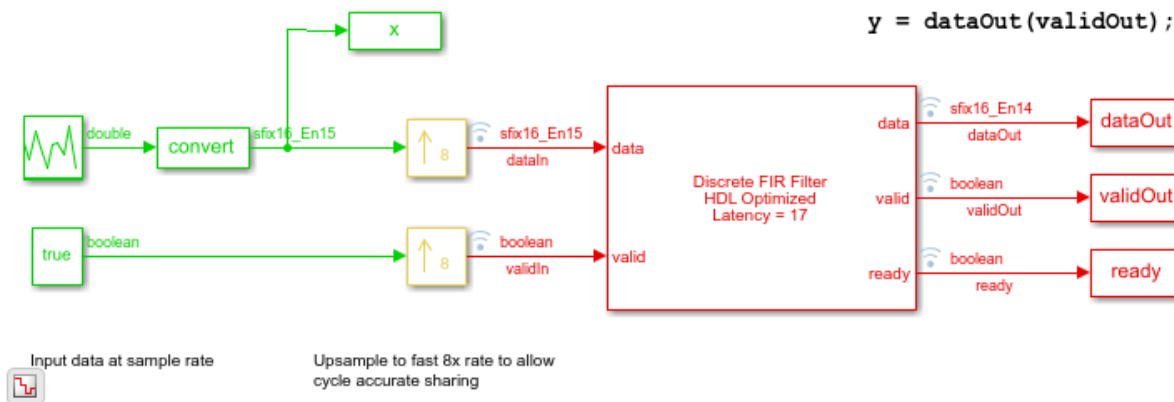 y = dataOut(validOut);
x
double
convert
sfix16_En15
8
sfix16_En15
dataIn
data
Discrete FIR Filter
HDL Optimized
Latency = 17
data
sfix16_En14
dataOut
dataOut
valid
boolean
validOut
validOut
true
boolean
8
boolean
validIn
valid
ready
boolean
ready
ready
Input data at sample rate
Upsample to fast 8x rate to allow
cycle accurate sharing